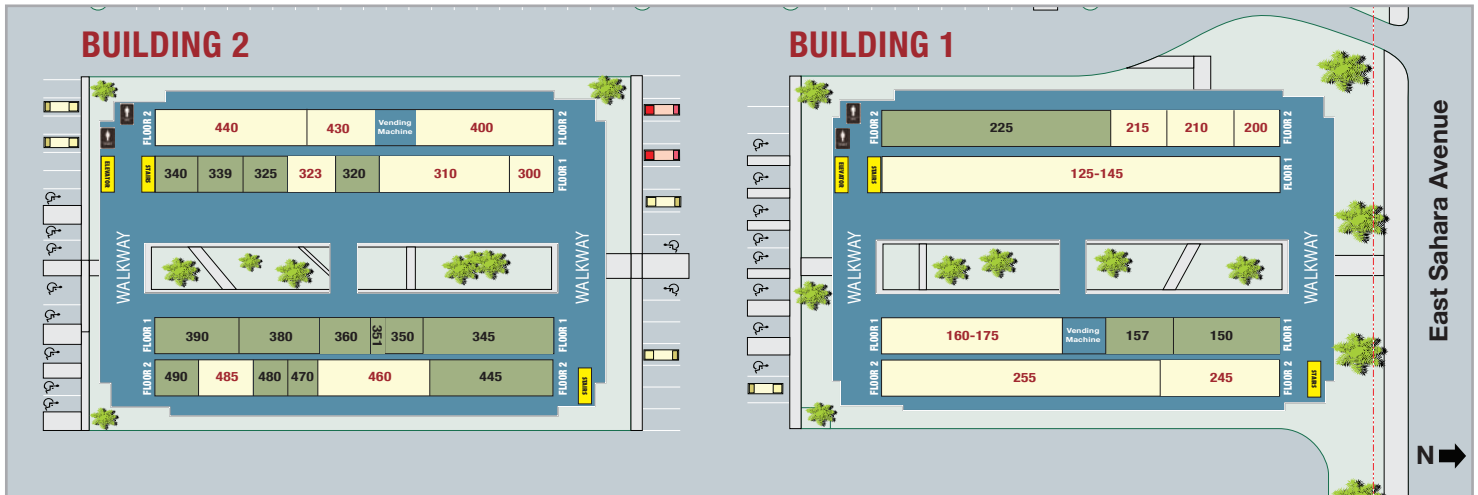 BUILDING 2
BUILDING 1
FLOOR 2
440
430
Vending
Machine
400
FLOOR 2
ELEVATOR
STAIRS
340
339
325
323
320
310
300
FLOOR 1
WALKWAY
WALKWAY
FLOOR 1
390
380
360
351
350
345
FLOOR 1
FLOOR 2
490
485
480
470
460
445
FLOOR 2
STAIRS
FLOOR 2
225
215
210
200
FLOOR 2
ELEVATOR
STAIRS
125-145
FLOOR 1
WALKWAY
WALKWAY
FLOOR 1
160-175
Vending
Machine
157
150
FLOOR 1
FLOOR 2
255
245
FLOOR 2
STAIRS
East Sahara Avenue
N